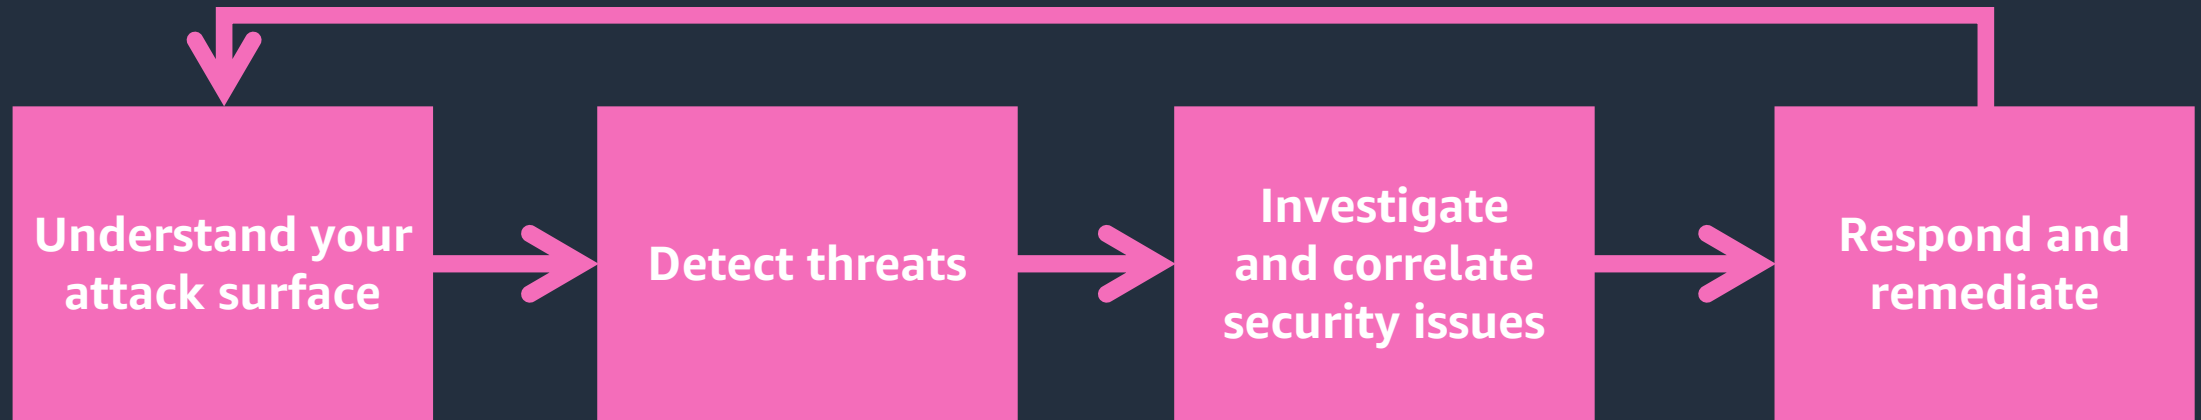 Understand your
attack surface
Detect threats
Investigate
and correlate
security issues
Respond and
remediate